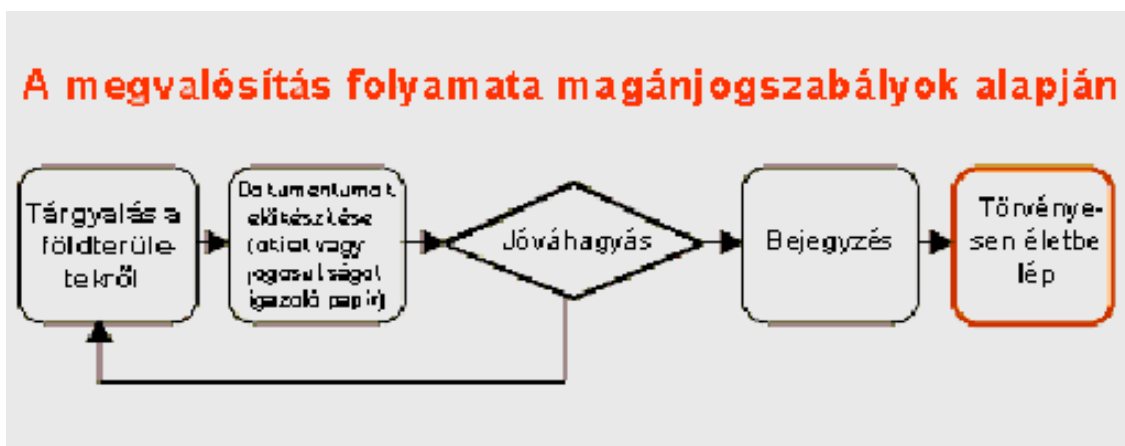 A megvalósítás folyamata magánjogszabályok alapján
Tárgyalás a
földterüle-
tekről
Dokumentumok
előkészítése
(okirat vagy
jogosultságot
igazoló papír)
Jóváhagyás
Bejegyzés
Törvénye-
sen életbe
lép